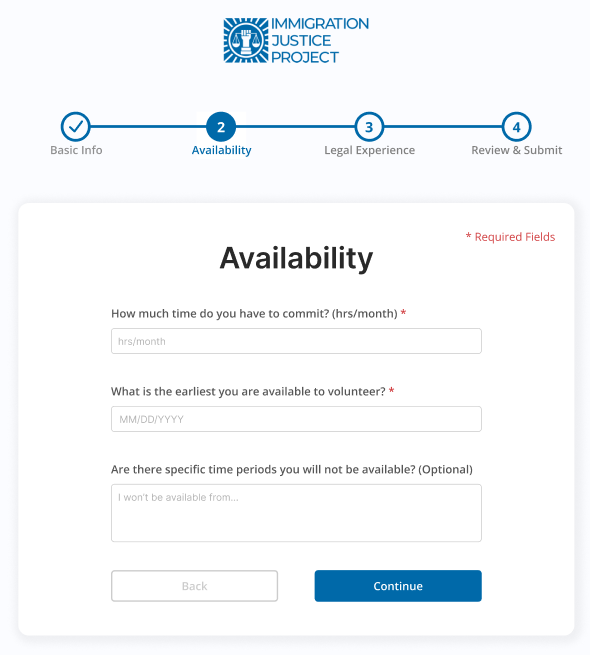 IMMIGRATION
JUSTICE
PROJECT
2
3
4
Basic Info
Availability
Legal Experience
Review & Submit
* Required Fields
Availability
How much time do you have to commit? (hrs/month) *
hrs/month
What is the earliest you are available to volunteer? *
MM/DD/YYYY
Are there specific time periods you will not be available? (Optional)
I won't be available from...
Back
Continue